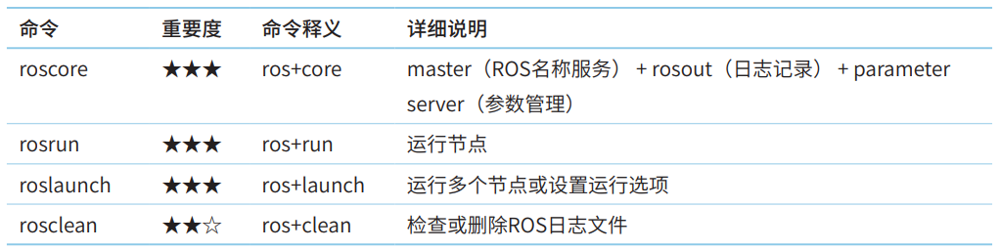 命令 重要度 命令释义 详细说明
roscore ★★★ ros+core master（ROS名称服务） + rosout（日志记录） + parameter
server（参数管理）
rosrun ★★★ ros+run 运行节点
roslaunch ★★★ ros+launch 运行多个节点或设置运行选项
rosclean ★★☆ ros+clean 检查或删除ROS日志文件